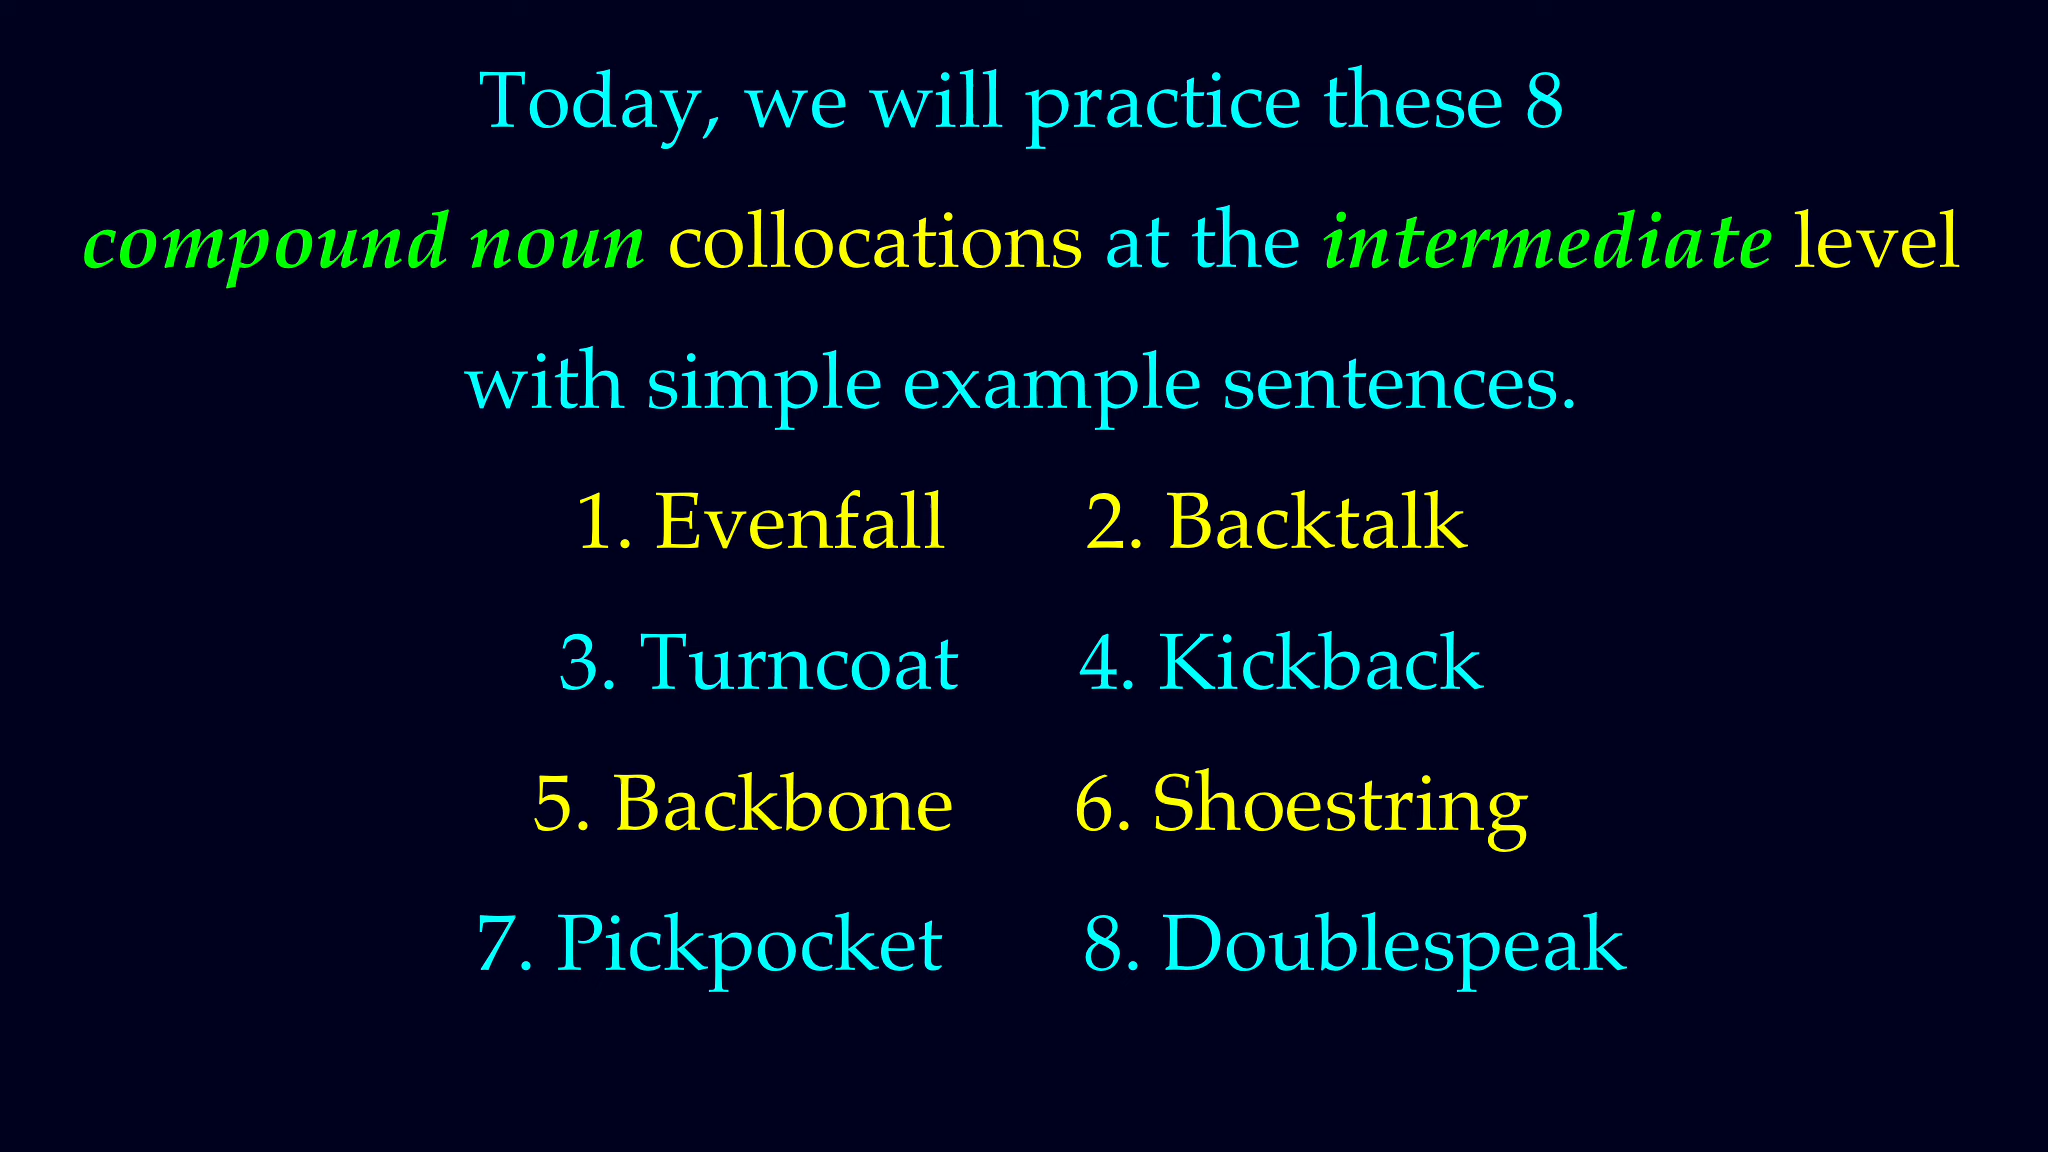 Today, we will practice these 8
compound noun collocations at the intermediate level
with simple example sentences.
1. Evenfall 2. Backtalk
3. Turncoat 4. Kickback
5. Backbone 6. Shoestring
7. Pickpocket 8. Doublespeak